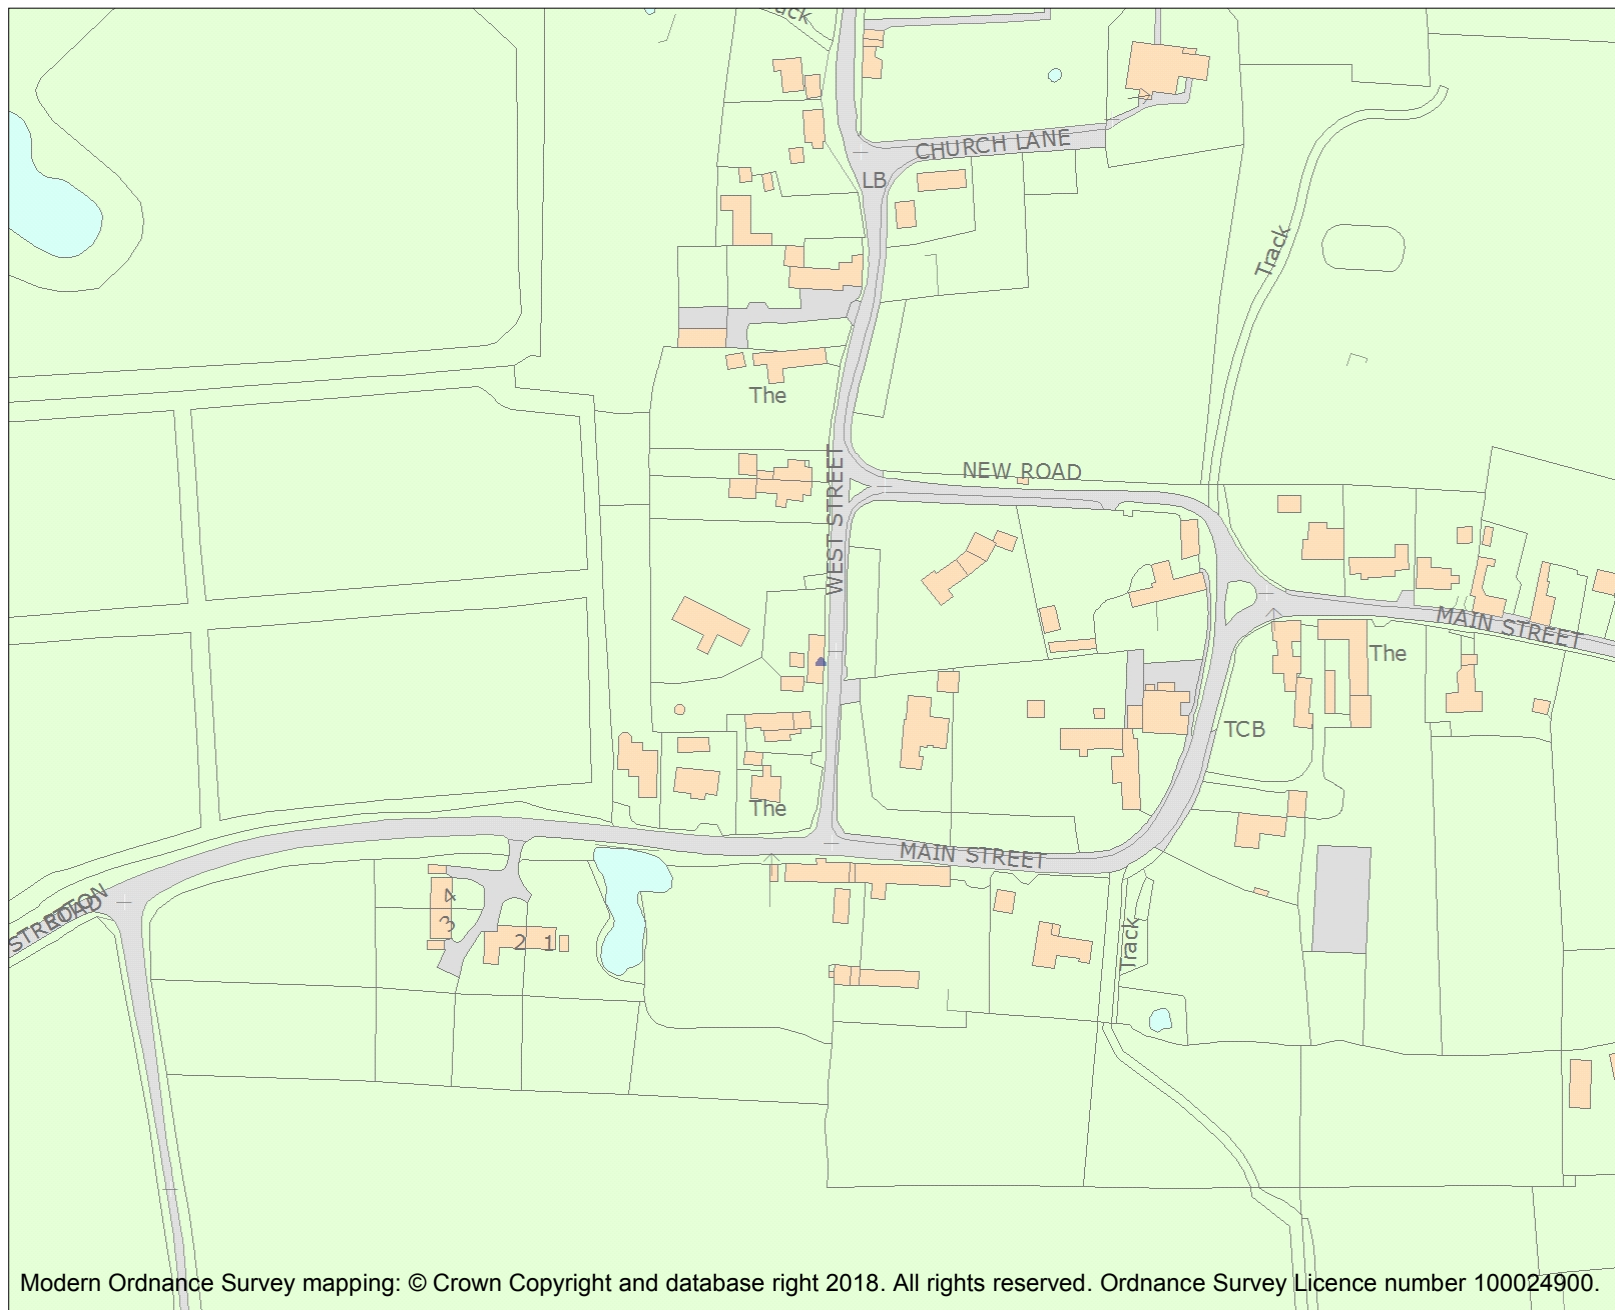 CHURCH LANE
LB
Track
The
NEW ROAD
WEST STREET
MAIN STREET
The
TCB
The
MAIN STREET
STRETTON
ROAD
4
3
2 1
Track
Modern Ordnance Survey mapping: © Crown Copyright and database right 2018. All rights reserved. Ordnance Survey Licence number 100024900.